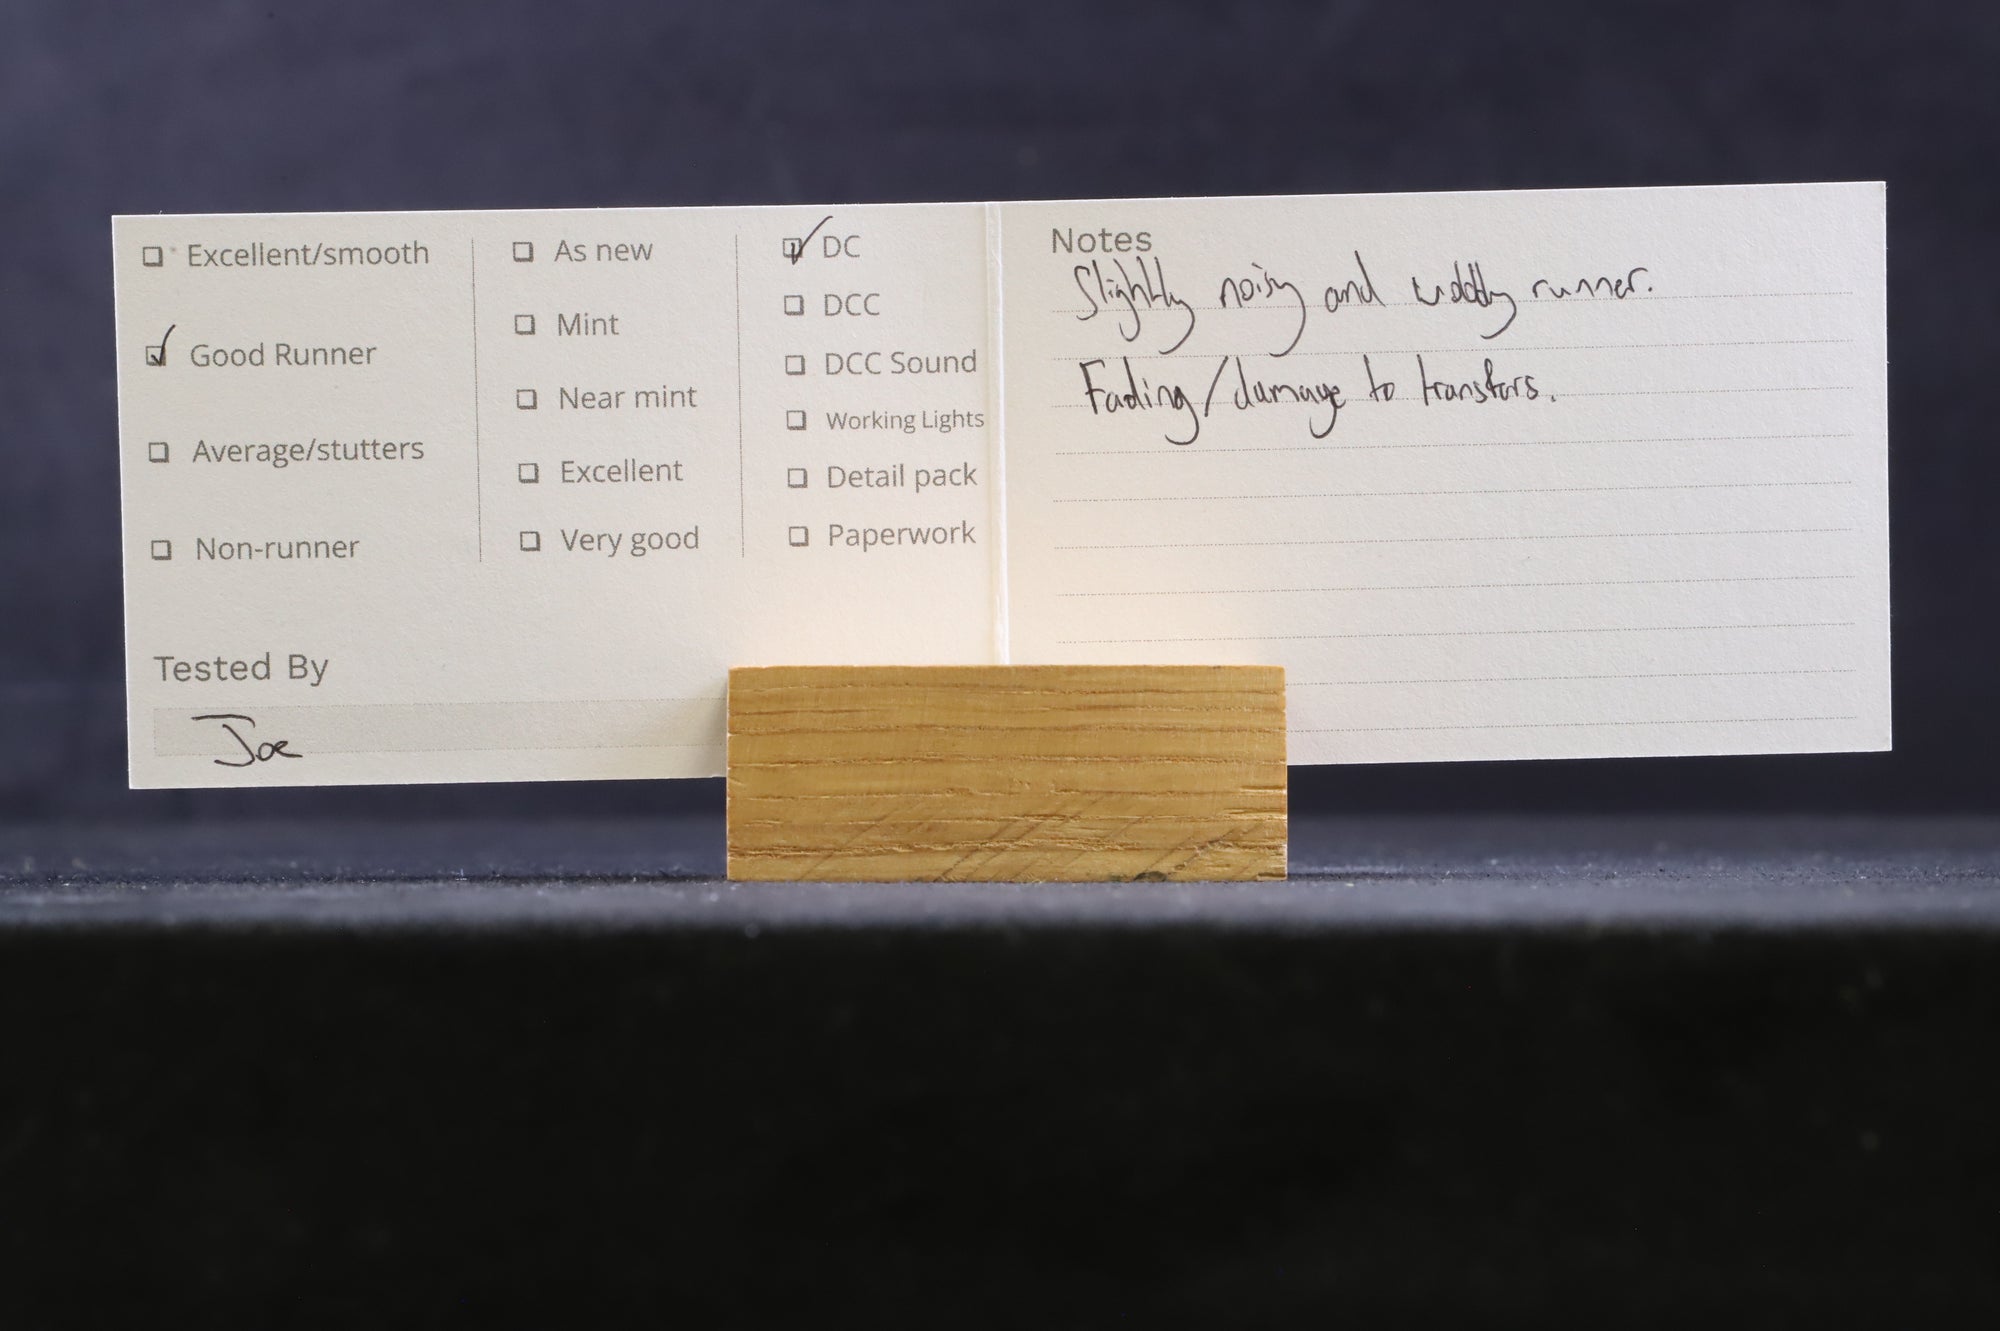 Excellent/smooth
Good Runner
Average/stutters
Non-runner
As new
Mint
Near mint
Excellent
Very good
DC
DCC
DCC Sound
Working Lights
Detail pack
Paperwork
Tested By
Joe
Notes
Slightly noisy and runner.
Fading/damage to transfers.